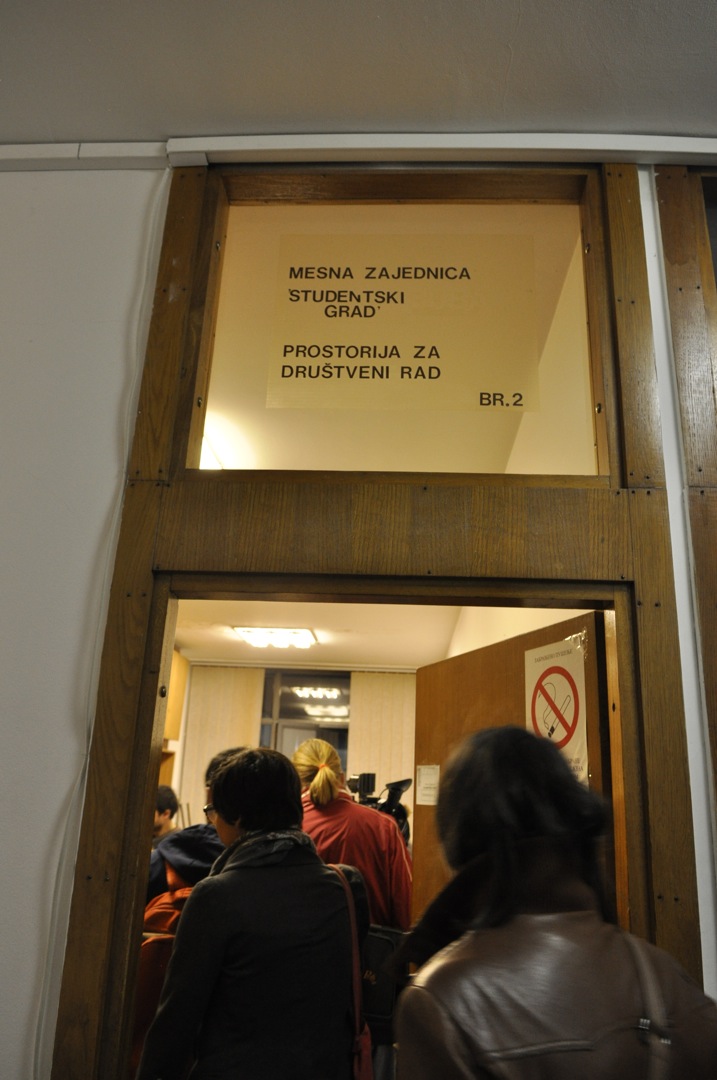 MESNA ZAJEDNICA
'STUDENTSKI
GRAD'
PROSTORIJA ZA
DRUŠTVENI RAD
BR.2